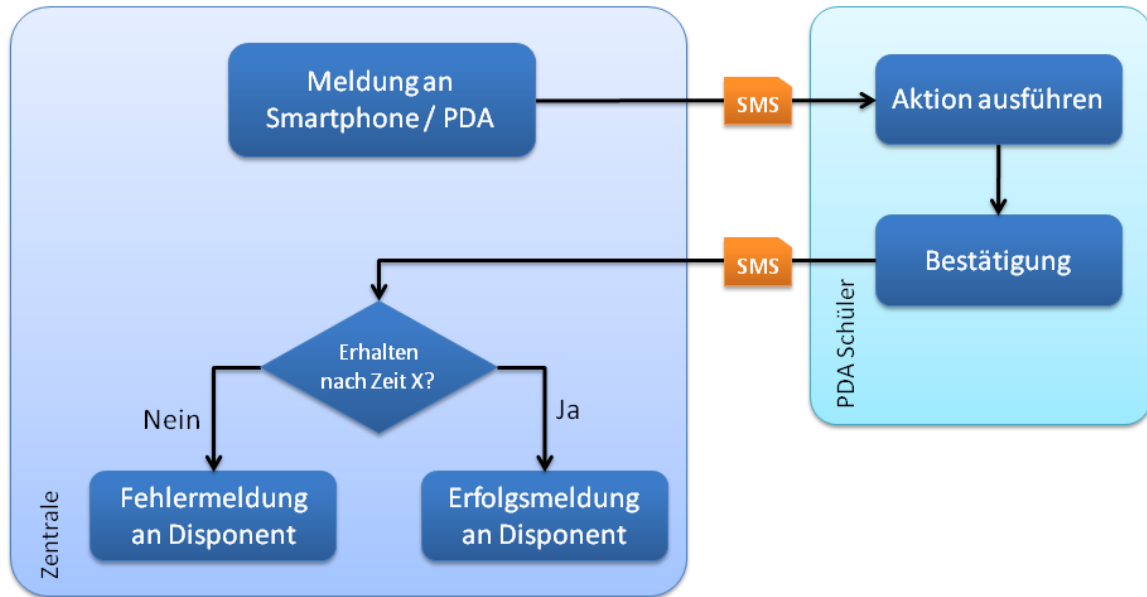 Meldung an
Smartphone / PDA
SMS
Aktion ausführen
Bestätigung
SMS
PDA Schüler
Erhalten
nach Zeit X?
Nein
Ja
Fehlermeldung
an Disponent
Erfolgsmeldung
an Disponent
Zentrale